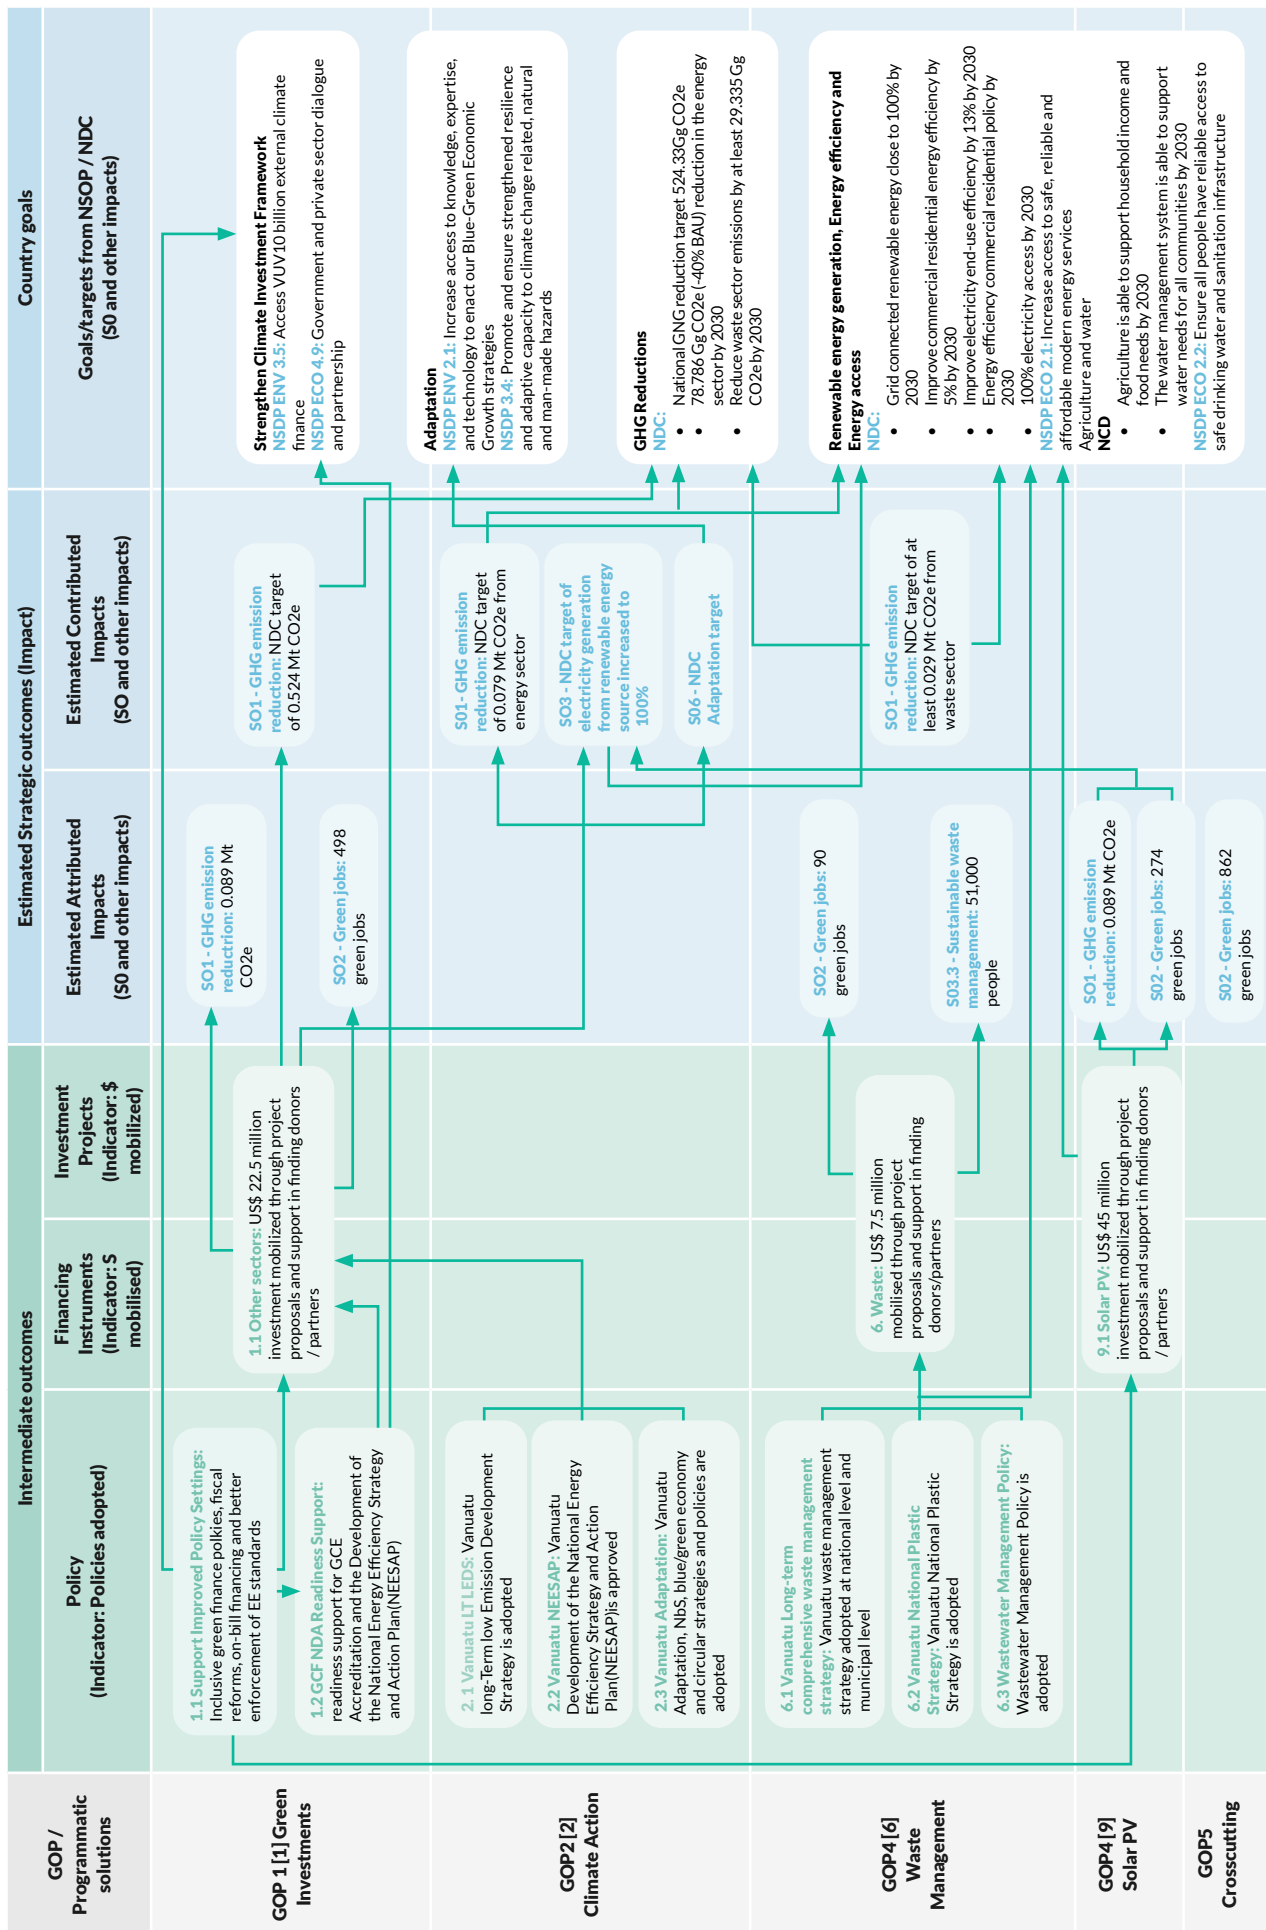 GOP /
Programmatic
solutions
Intermediate outcomes
Estimated Strategic outcomes (Impact)
Country goals
Policy
(Indicator: Policies adopted)
Financing
Instruments
(Indicator: $
mobilised)
Investment
Projects
(Indicator: $
mobilized)
Estimated Attributed
Impacts
(S0 and other impacts)
Estimated Contributed
Impacts
(SO and other impacts)
Goals/targets from NSOP / NDC
(S0 and other impacts)
GOP 1 [1] Green
Investments
1.1 Support Improved Policy Settings:
Inclusive green finance polkies, fiscal
reforms, on-bill financing and better
enforcement of EE standards
1.2 GCF NDA Readiness Support:
readiness support for GCE
Accreditation and the Development of
the National Energy Efficiency Strategy
and Action Plan(NEESAP)
1.1 Other sectors: US$ 22.5 million
investment mobilized through project
proposals and support in finding donors
/ partners
SO1 - GHG emission
reductrion: 0.089 Mt
CO2e
SO2 - Green jobs: 498
green jobs
SO1 - GHG emission
reduction: NDC target
of 0.524 Mt CO2e
Strengthen Climate Investment Framework
NSDP ENV 3.5: Access VUV 10 billion external climate
finance
NSDP ECO 4.9: Government and private sector dialogue
and partnership
GOP2 [2]
Climate Action
2. 1 Vanuatu LT LEDS: Vanuatu
long-Term low Emission Development
Strategy is adopted
2.2 Vanuatu NEESAP: Vanuatu
Development of the National Energy
Efficiency Strategy and Action
Plan(NEESAP)is approved
2.3 Vanuatu Adaptation: Vanuatu
Adaptation, NbS, blue/green economy
and circular strategies and policies are
adopted
S01 - GHG emission
reduction: NDC target
of 0.079 Mt CO2e from
energy sector
SO3 - NDC target of
electricity generation
from renewable energy
source increased to
100%
S06 - NDC
Adaptation target
Adaptation
NSDP ENV 2.1: Increase access to knowledge, expertise,
and technology to enact our Blue-Green Economic
Growth strategies
NSDP 3.4: Promote and ensure strengthened resilience
and adaptive capacity to climate change related, natural
and man-made hazards
GHG Reductions
NDC:
• National GNG reduction target 524.33Gg CO2e
• 78.786 Gg CO2e (-40% BAU) reduction in the energy
sector by 2030
• Reduce waste sector emissions by at least 29.335 Gg
CO2e by 2030
GOP4 [6]
Waste
Management
6.1 Vanuatu Long-term
comprehensive waste management
strategy: Vanuatu waste management
strategy adopted at national level and
municipal level
6.2 Vanuatu National Plastic
Strategy: Vanuatu National Plastic
Strategy is adopted
6.3 Wastewater Management Policy:
Wastewater Management Policy is
adopted
6. Waste: US$ 7.5 million
mobilised through project
proposals and support in finding
donors/partners
SO2 - Green jobs: 90
green jobs
S03.3 - Sustainable waste
management: 51,000
people
SO1 - GHG emission
reduction: NDC target of at
least 0.029 Mt CO2e from
waste sector
Renewable energy generation, Energy efficiency and
Energy access
NDC:
• Grid connected renewable energy close to 100% by
2030
• Improve commercial residential energy efficiency by
5% by 2030
• Improve electricity end-use efficiency by 13% by 2030
• Energy efficiency commercial residential policy by
2030
• 100% electricity access by 2030
NSDP ECO 2.1: Increase access to safe, reliable and
affordable modern energy services
Agriculture and water
NCD
• Agriculture is able to support household income and
food needs by 2030
• The water management system is able to support
water needs for all communities by 2030
NSDP ECO 2.2: Ensure all people have reliable access to
safe drinking water and sanitation infrastructure
GOP4 [9]
Solar PV
9.1 Solar PV: US$ 45 million
investment mobilized through project
proposals and support in finding donors
/ partners
SO1 - GHG emission
reduction: 0.089 Mt CO2e
S02 - Green jobs: 274
green jobs
GOP5
Crosscutting
S02 - Green jobs: 862
green jobs